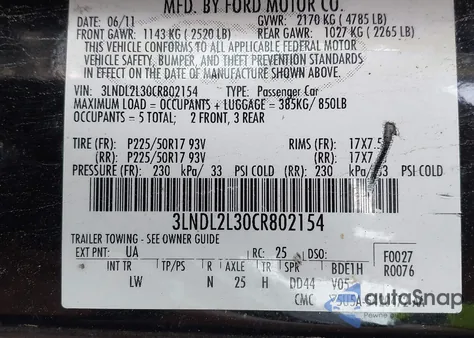 MFD. BY FORD MOTOR CO.
DATE: 06/11 GVWR: 2170 KG ( 4785 LB)
FRONT GAWR: 1143 KG ( 2520 LB) REAR GAWR: 1027 KG ( 2265 LB)
THIS VEHICLE CONFORMS TO ALL APPLICABLE FEDERAL MOTOR
VEHICLE SAFETY, BUMPER, AND THEFT PREVENTION STANDARDS
IN EFFECT ON THE DATE OF MANUFACTURE SHOWN ABOVE.
VIN: 3LNDL2L30CR802154 TYPE: Passenger Car
MAXIMUM LOAD = OCCUPANTS + LUGGAGE = 385KG/850LB
OCCUPANTS = 5 TOTAL; 2 FRONT, 3 REAR
TIRE (FR): P225/50R17 93V RIMS (FR): 17X7.5
(RR): P225/50R17 93V (RR): 17X7
PRESSURE (FR): 230 kPa/ 33 PSI COLD (RR): 230 kPa/ PSI COLD
3LNDL2L30CR802154
TRAILER TOWING - SEE OWNER GUIDE
EXT PNT: UA RC: 25 DSO: F0027
R0076
INT TR TP/PS R AXLE TR SPR BDE1H
LW N 25 H DD44 V05
CMC
autoSnap